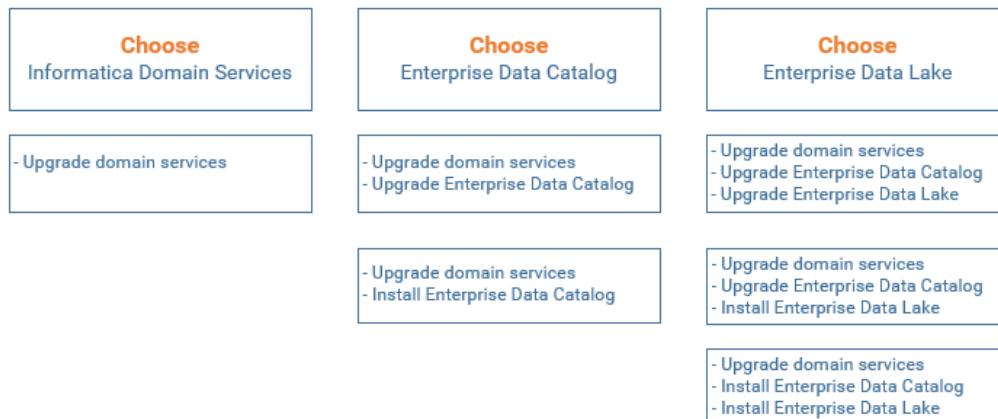 Choose
Informatica Domain Services
Choose
Enterprise Data Catalog
Choose
Enterprise Data Lake
- Upgrade domain services
- Upgrade domain services
- Upgrade Enterprise Data Catalog
- Upgrade domain services
- Upgrade Enterprise Data Catalog
- Upgrade Enterprise Data Lake
- Upgrade domain services
- Install Enterprise Data Catalog
- Upgrade domain services
- Upgrade Enterprise Data Catalog
- Install Enterprise Data Lake
- Upgrade domain services
- Install Enterprise Data Catalog
- Install Enterprise Data Lake